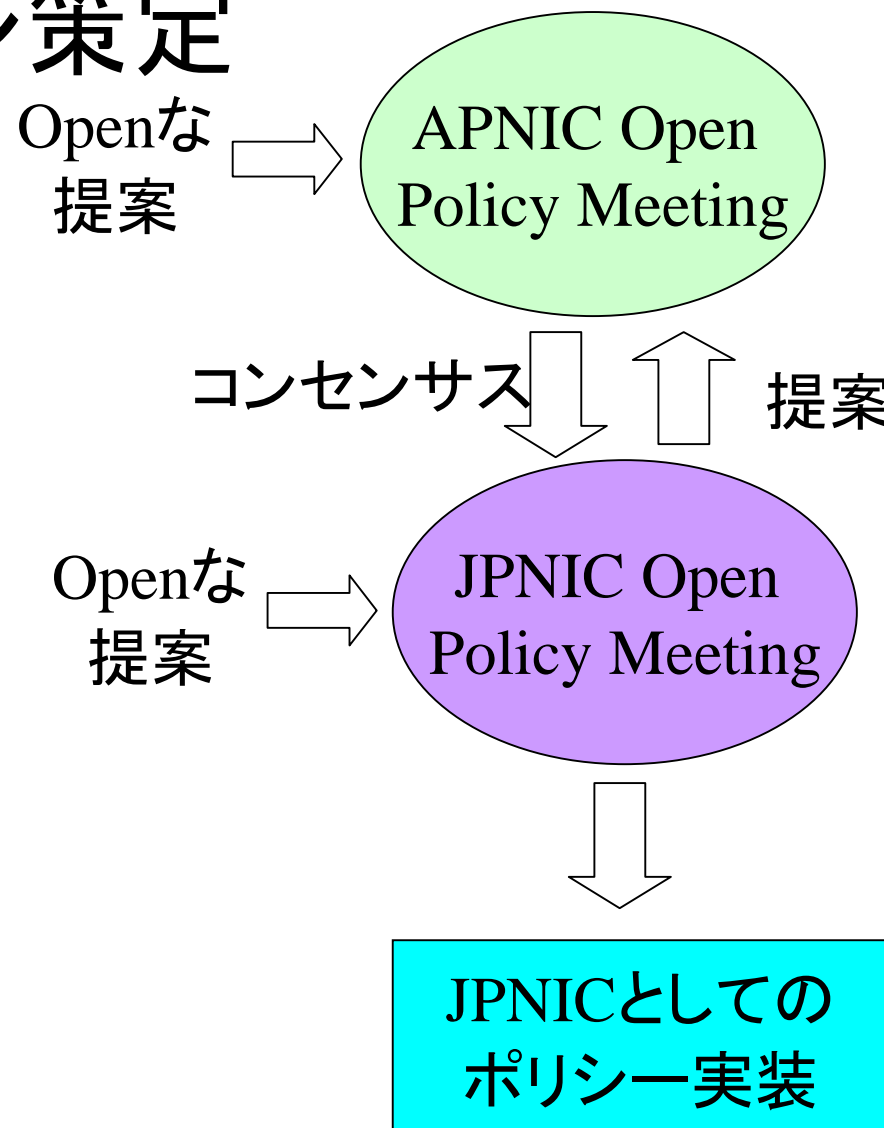 策定
Openな
提案
APNIC Open
Policy Meeting
コンセンサス
提案
Openな
提案
JPNIC Open
Policy Meeting
JPNICとしての
ポリシー実装